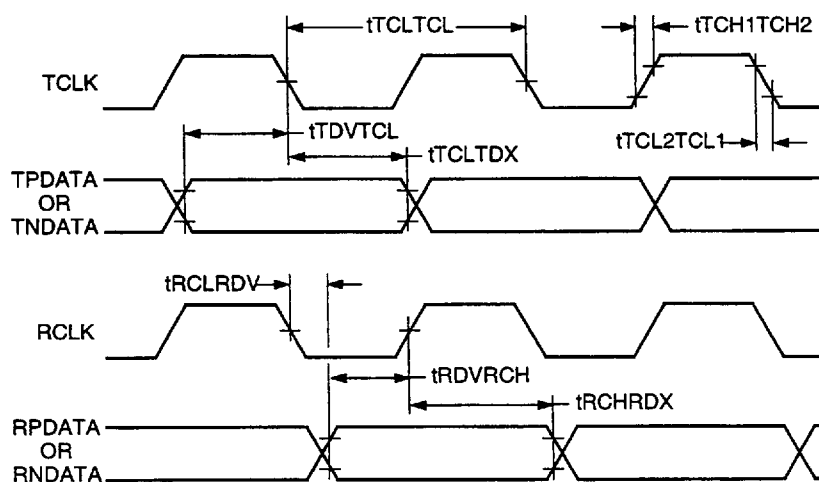 tTCLTCL
tTCH1TCH2
TCLK
tTDVTCL
tTCLTDX
tTCL2TCL1
TPDATA
OR
TNDATA
tRCLRDV
RCLK
tRDVRCH
tRCHRDX
RPDATA
OR
RNDATA